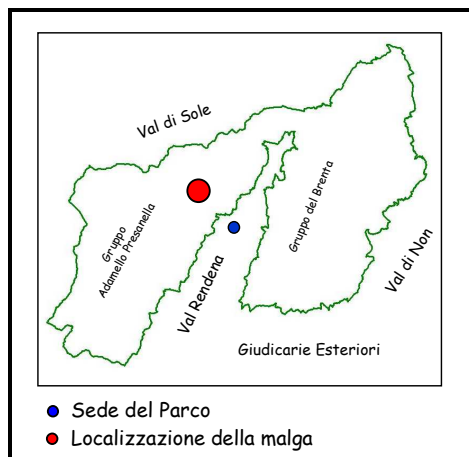 Val di Sole
Gruppo
Adamello Presanella
Gruppo del Brenta
Val Rendena
Val di Non
Giudicarie Esteriori
Sede del Parco
Localizzazione della malga